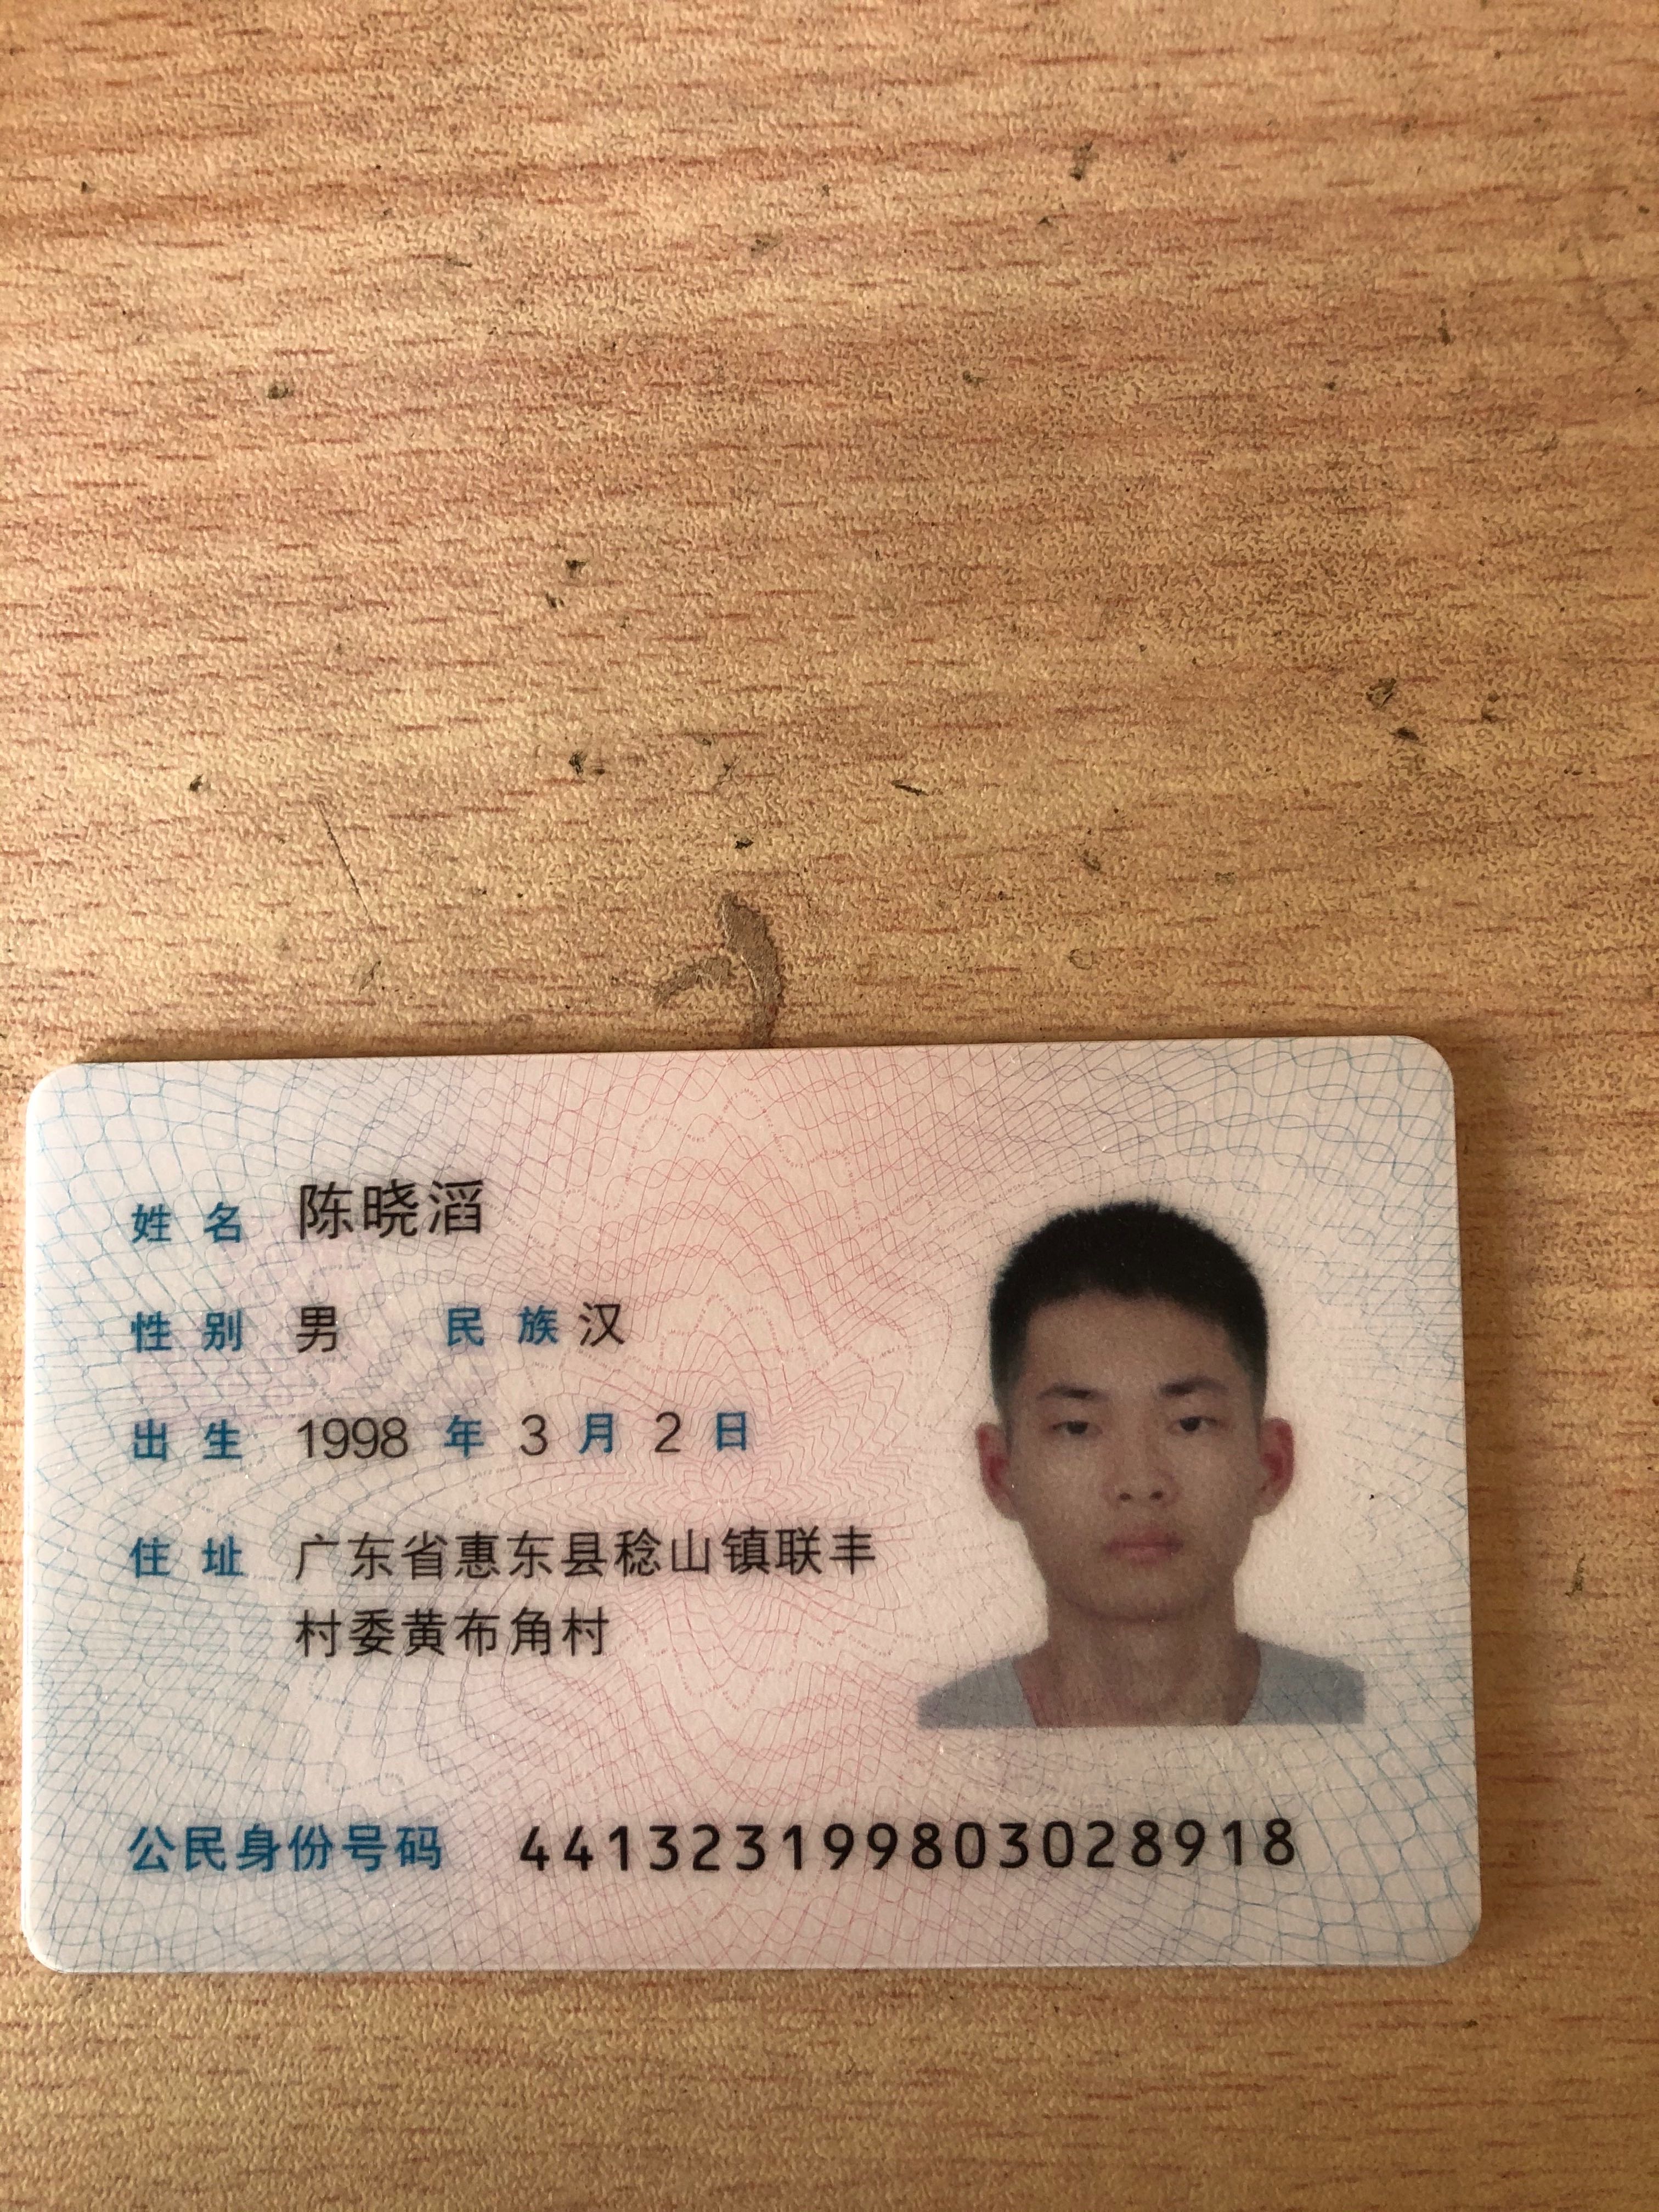 姓名 陈晓滔
性别 男 民族 汉
出生 1998 年 3 月 2 日
住址 广东省惠东县稔山镇联丰
村委黄布角村
公民身份号码 441323199803028918